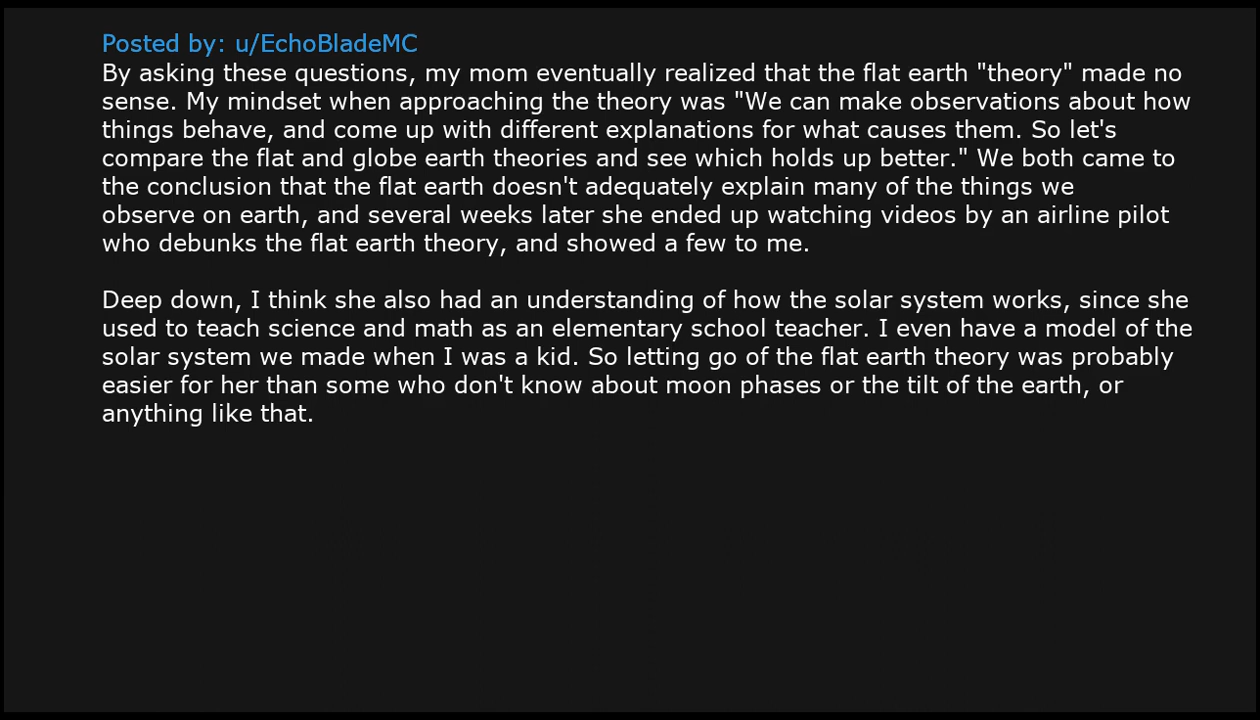 Posted by: u/EchoBladeMC
By asking these questions, my mom eventually realized that the flat earth "theory" made no
sense. My mindset when approaching the theory was "We can make observations about how
things behave, and come up with different explanations for what causes them. So let's
compare the flat and globe earth theories and see which holds up better." We both came to
the conclusion that the flat earth doesn't adequately explain many of the things we
observe on earth, and several weeks later she ended up watching videos by an airline pilot
who debunks the flat earth theory, and showed a few to me.
Deep down, I think she also had an understanding of how the solar system works, since she
used to teach science and math as an elementary school teacher. I even have a model of the
solar system we made when I was a kid. So letting go of the flat earth theory was probably
easier for her than some who don't know about moon phases or the tilt of the earth, or
anything like that.